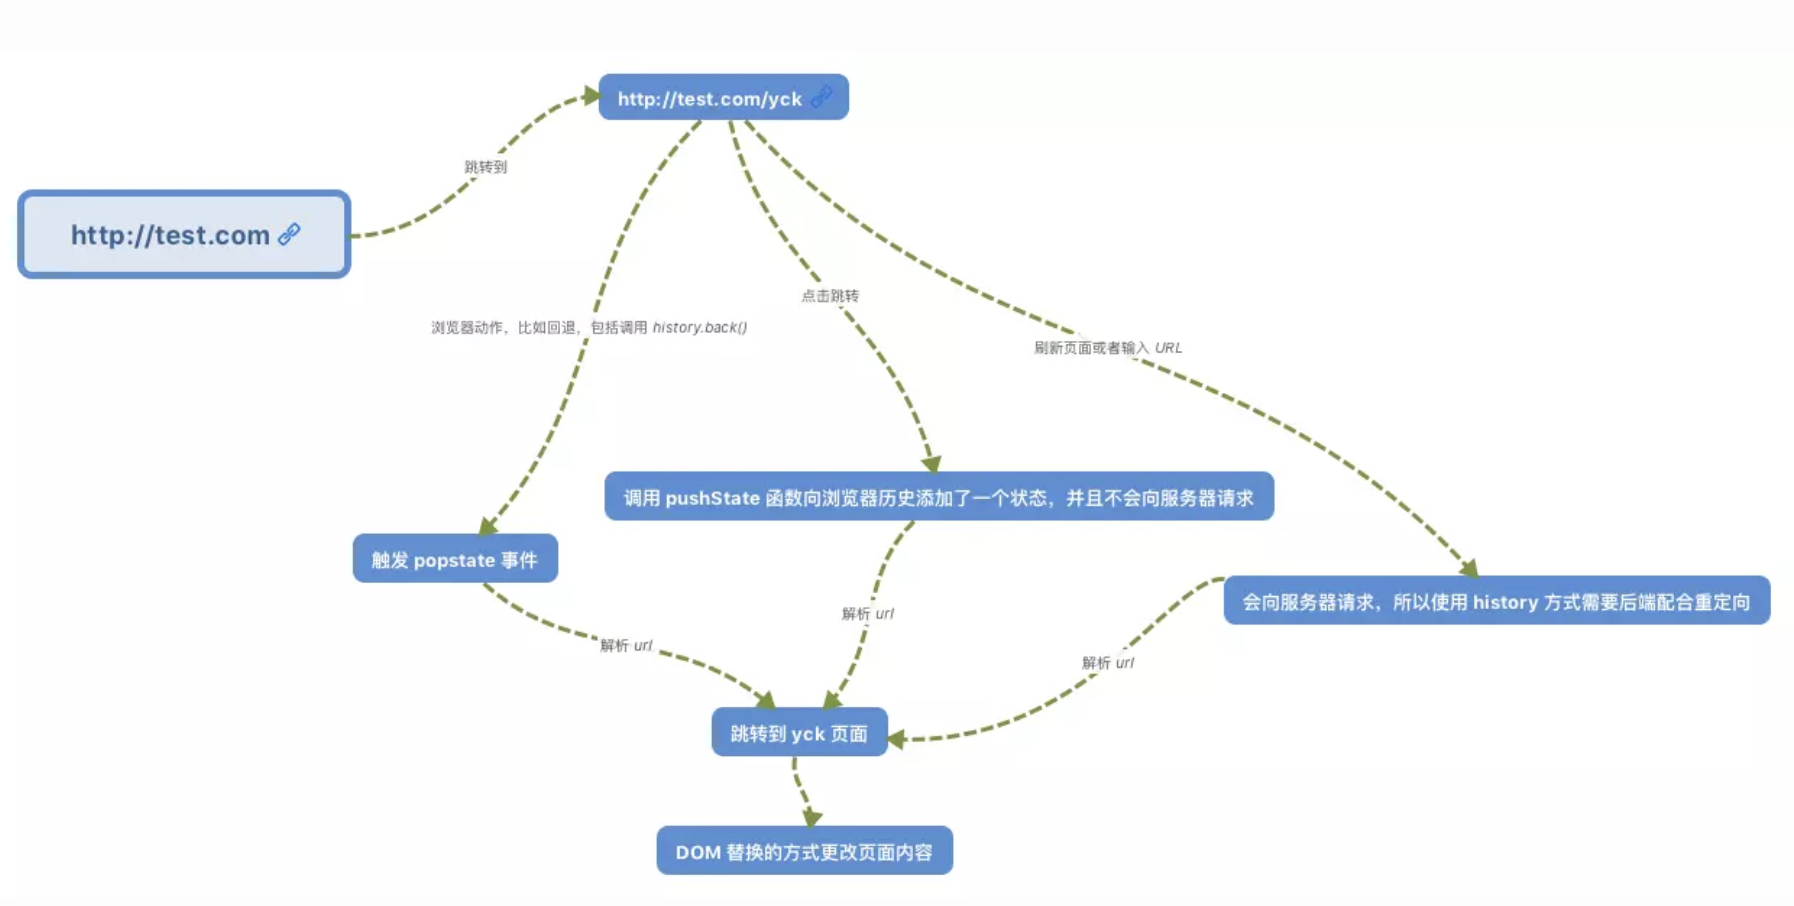 http://test.com/yck
跳转到
http://test.com
点击跳转
浏览器动作，比如回退，包括调用 history.back()
刷新页面或者输入 URL
调用 pushState 函数向浏览器历史添加了一个状态，并且不会向服务器请求
触发 popstate 事件
会向服务器请求，所以使用 history 方式需要后端配合重定向
解析 url
解析 url
解析 url
跳转到 yck 页面
DOM 替换的方式更改页面内容